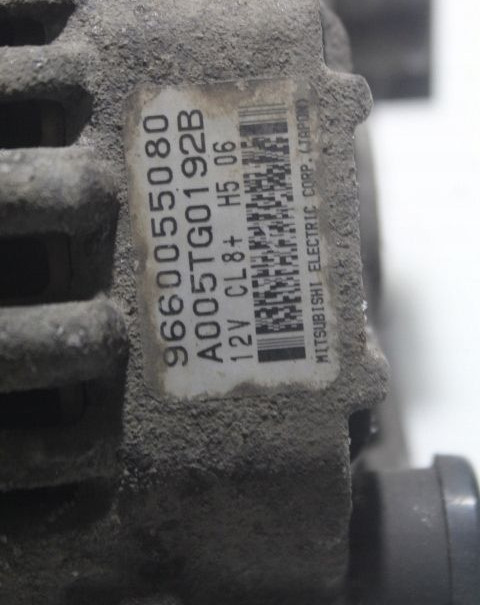 9660055080
A005TG0192B
12V CL8+ H5 06
MITSUBISHI ELECTRIC CORP.(JAPON)